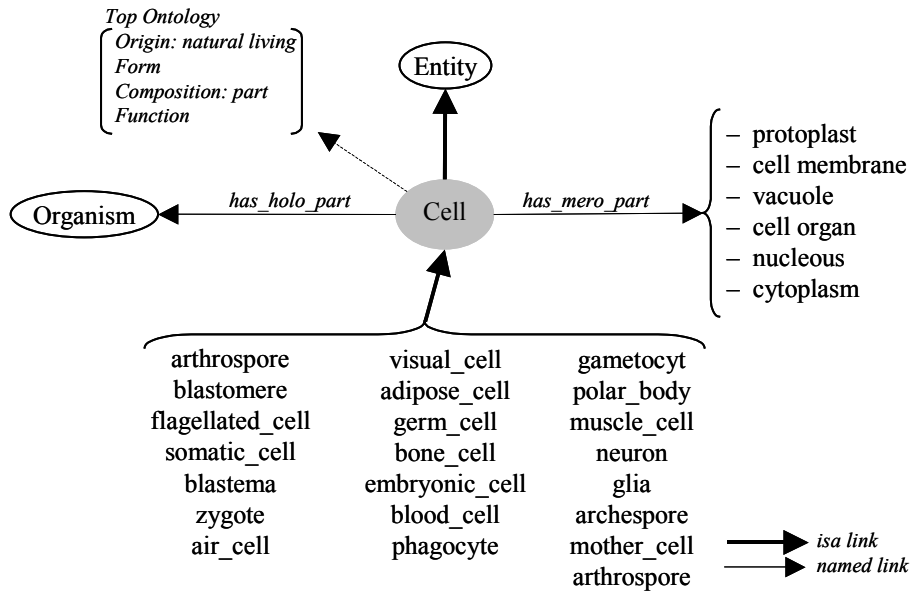 Top Ontology
Origin: natural living
Form
Composition: part
Function
Entity
Organism
has_holo_part
Cell
has_mero_part
– protoplast
– cell membrane
– vacuole
– cell organ
– nucleous
– cytoplasm
arthrospore
blastomere
flagellated_cell
somatic_cell
blastema
zygote
air_cell
visual_cell
adipose_cell
germ_cell
bone_cell
embryonic_cell
blood_cell
phagocyte
gametocyt
polar_body
muscle_cell
neuron
glia
archespore
mother_cell
arthrospore
isa link
named link